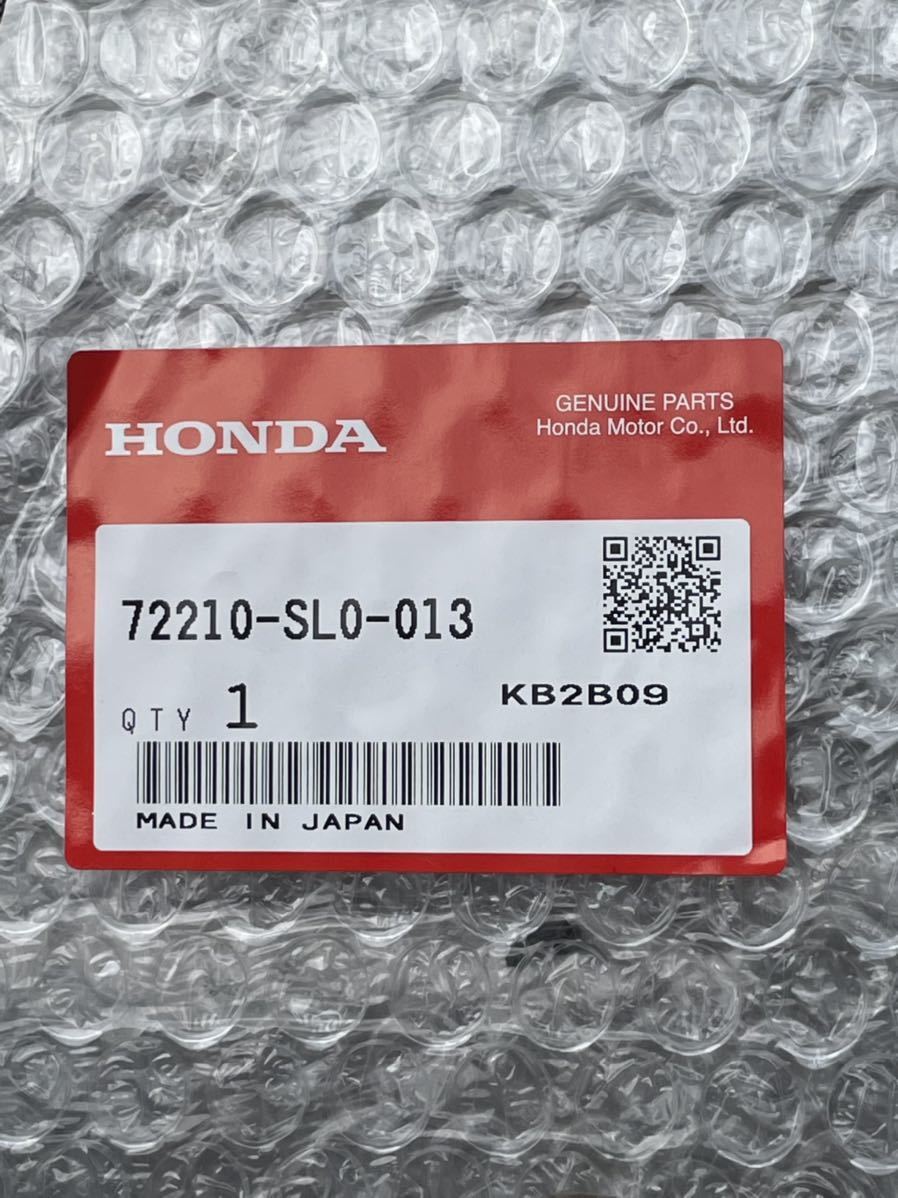 HONDA
GENUINE PARTS
Honda Motor Co., Ltd.
72210-SL0-013
QTY 1
KB2B09
MADE IN JAPAN